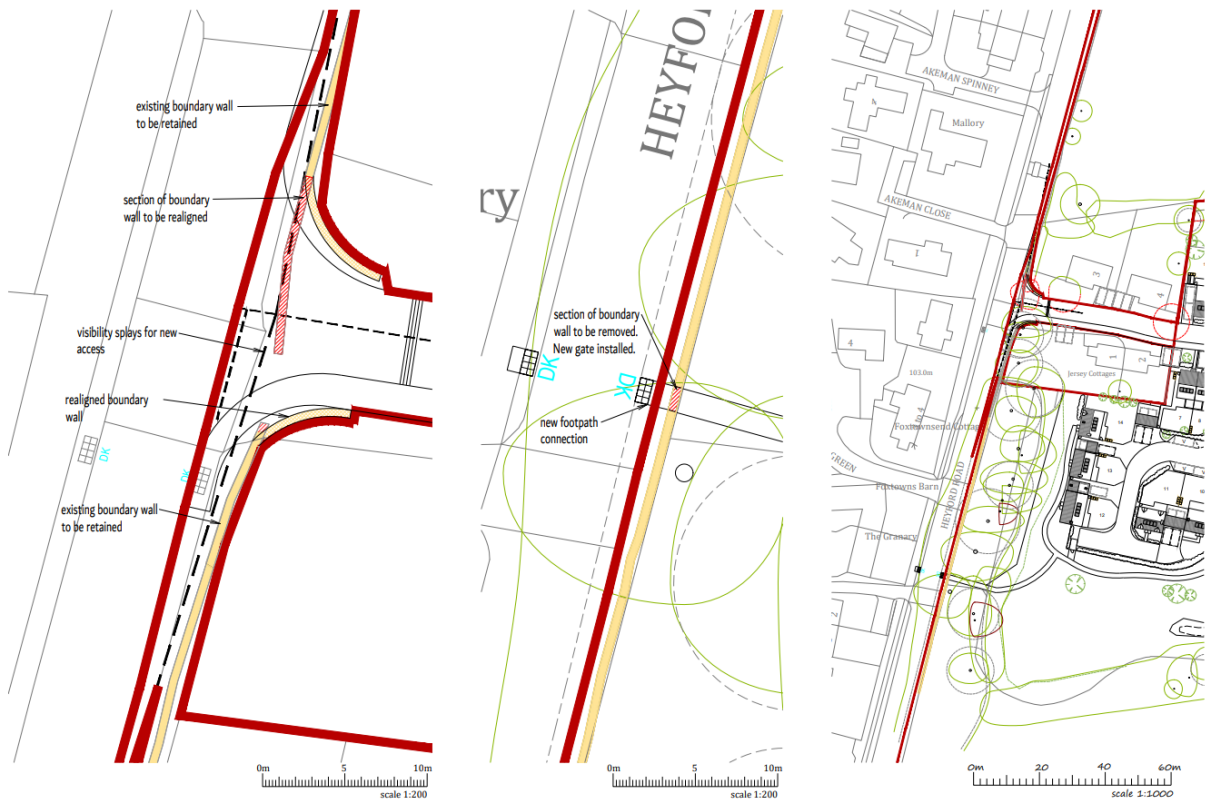 existing boundary wall
to be retained
section of boundary
wall to be realigned
visibility splays for new
access
realigned boundary
wall
DK
DK
existing boundary wall
to be retained
0m 5 10m
scale 1:200
HEYFO
ry
section of boundary
wall to be removed.
New gate installed.
DK
DK
new footpath
connection
0m 5 10m
scale 1:200
AKEMAN SPINNEY
Mallory
AKEMAN CLOSE
1
3
4
4
103.0m
1
2
Jersey Cottages
Foxtownsend Cottag
GREEN
Foxtowns Barn
HEYFORD ROAD
The Granary
14
13
12
11
0m 20 40 60m
scale 1:1000